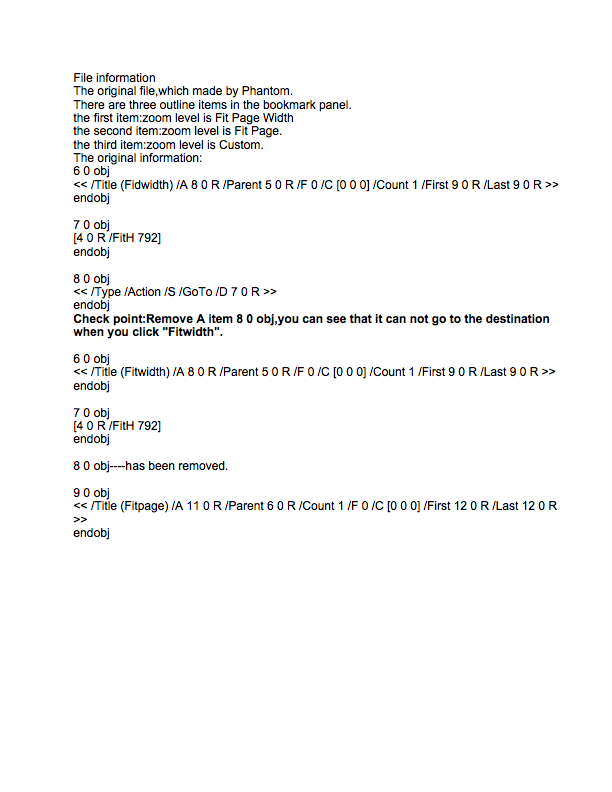 File information
The original file,which made by Phantom.
There are three outline items in the bookmark panel.
the first item:zoom level is Fit Page Width
the second item:zoom level is Fit Page.
the third item:zoom level is Custom.
The original information:
6 0 obj
<< /Title (Fidwidth) /A 8 0 R /Parent 5 0 R /F 0 /C [0 0 0] /Count 1 /First 9 0 R /Last 9 0 R >>
endobj

7 0 obj
[4 0 R /FitH 792]
endobj

8 0 obj
<< /Type /Action /S /GoTo /D 7 0 R >>
endobj
Check point:Remove A item 8 0 obj,you can see that it can not go to the destination
when you click "Fitwidth".

6 0 obj
<< /Title (Fitwidth) /A 8 0 R /Parent 5 0 R /F 0 /C [0 0 0] /Count 1 /First 9 0 R /Last 9 0 R >>
endobj

7 0 obj
[4 0 R /FitH 792]
endobj

8 0 obj----has been removed.

9 0 obj
<< /Title (Fitpage) /A 11 0 R /Parent 6 0 R /Count 1 /F 0 /C [0 0 0] /First 12 0 R /Last 12 0 R
>>
endobj